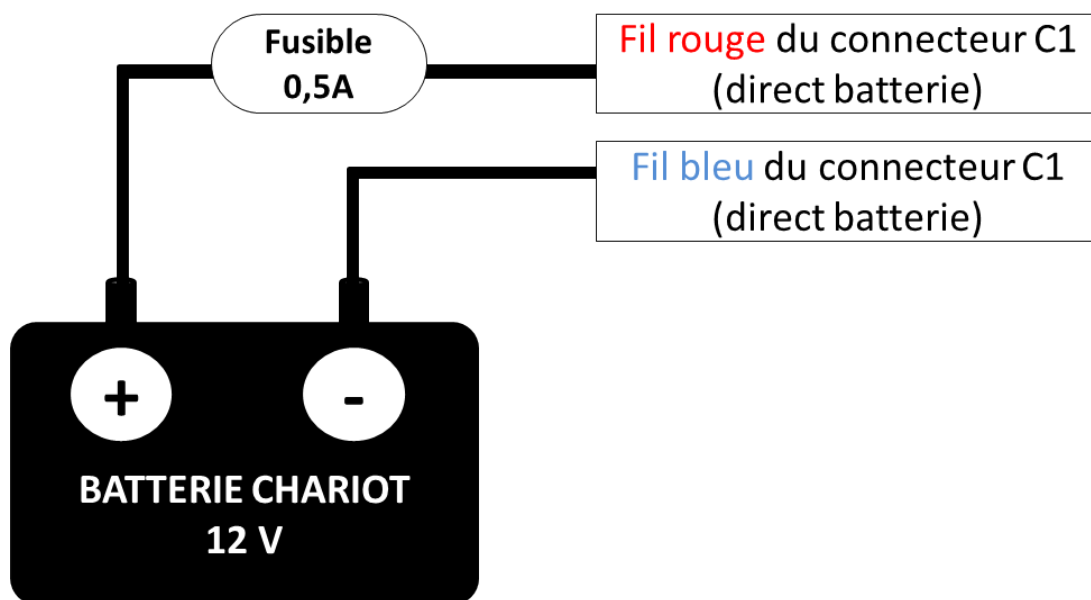 Fusible
0,5A
Fil rouge du connecteur C1
(direct batterie)
Fil bleu du connecteur C1
(direct batterie)
+
-
BATTERIE CHARIOT
12 V